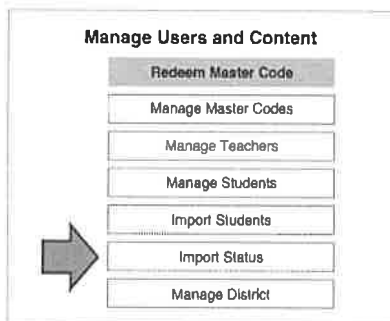 Manage Users and Content
Redeem Master Code
Manage Master Codes
Manage Teachers
Manage Students
Import Students
Import Status
Manage District